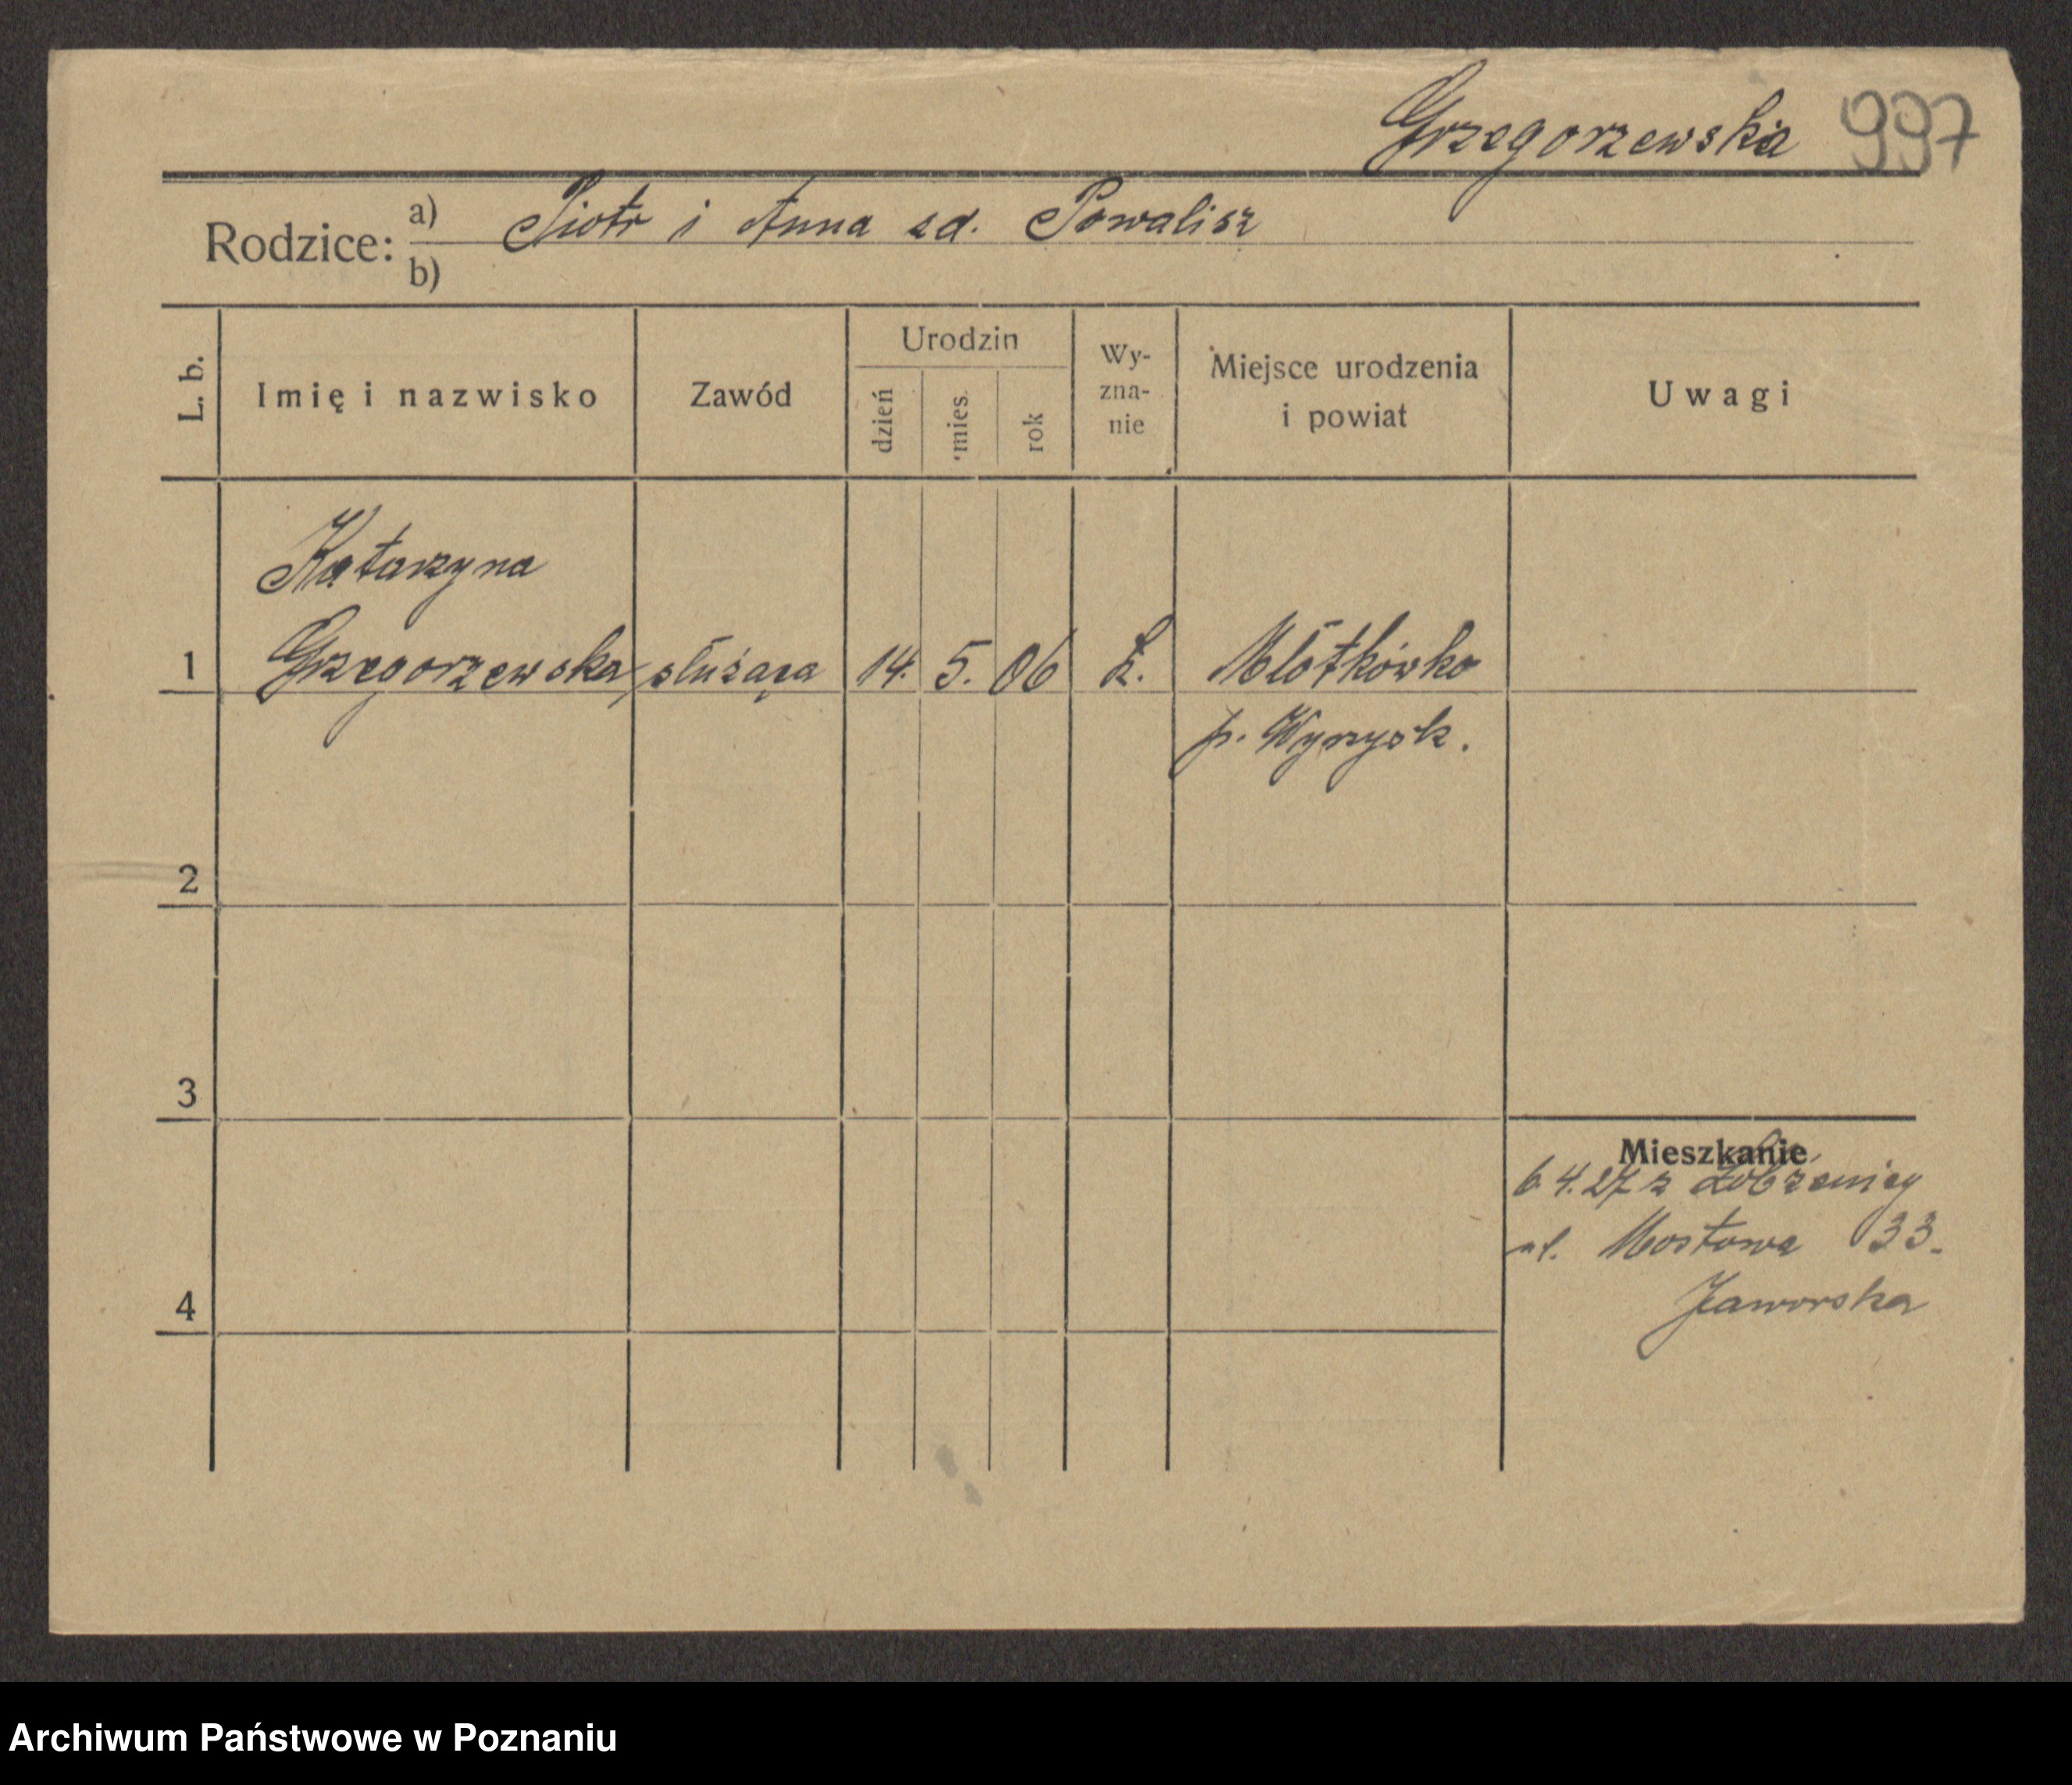 Grzegorzewska 997
Rodzice: a) Piotr i Anna zd. Powalisz
b)
L. b.
Imię i nazwisko
Zawód
Urodzin
dzień
mies.
rok
Wy-
zna-
nie
Miejsce urodzenia
i powiat
Uwagi
Katarzyna
1 Grzegorzewska służąca 14. 5. 06 k. Młotkówko
p. Wyrzysk.
2
3
Mieszkanie
6.4.27 z Łobżenicy
ul. Mostowa 33.
Jaworska
4
Archiwum Państwowe w Poznaniu